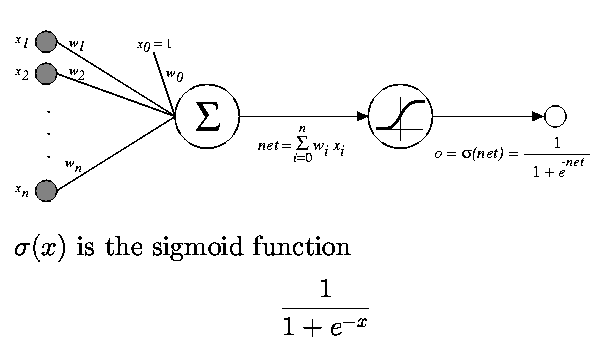 x1 w1
x0 = 1
x2 w2
w0
.
.
.
Σ
wn
xn
net = Σ i=0 n wi xi
o = σ(net) = 1 / 1 + e^-net
σ(x) is the sigmoid function
1
1 + e^−x